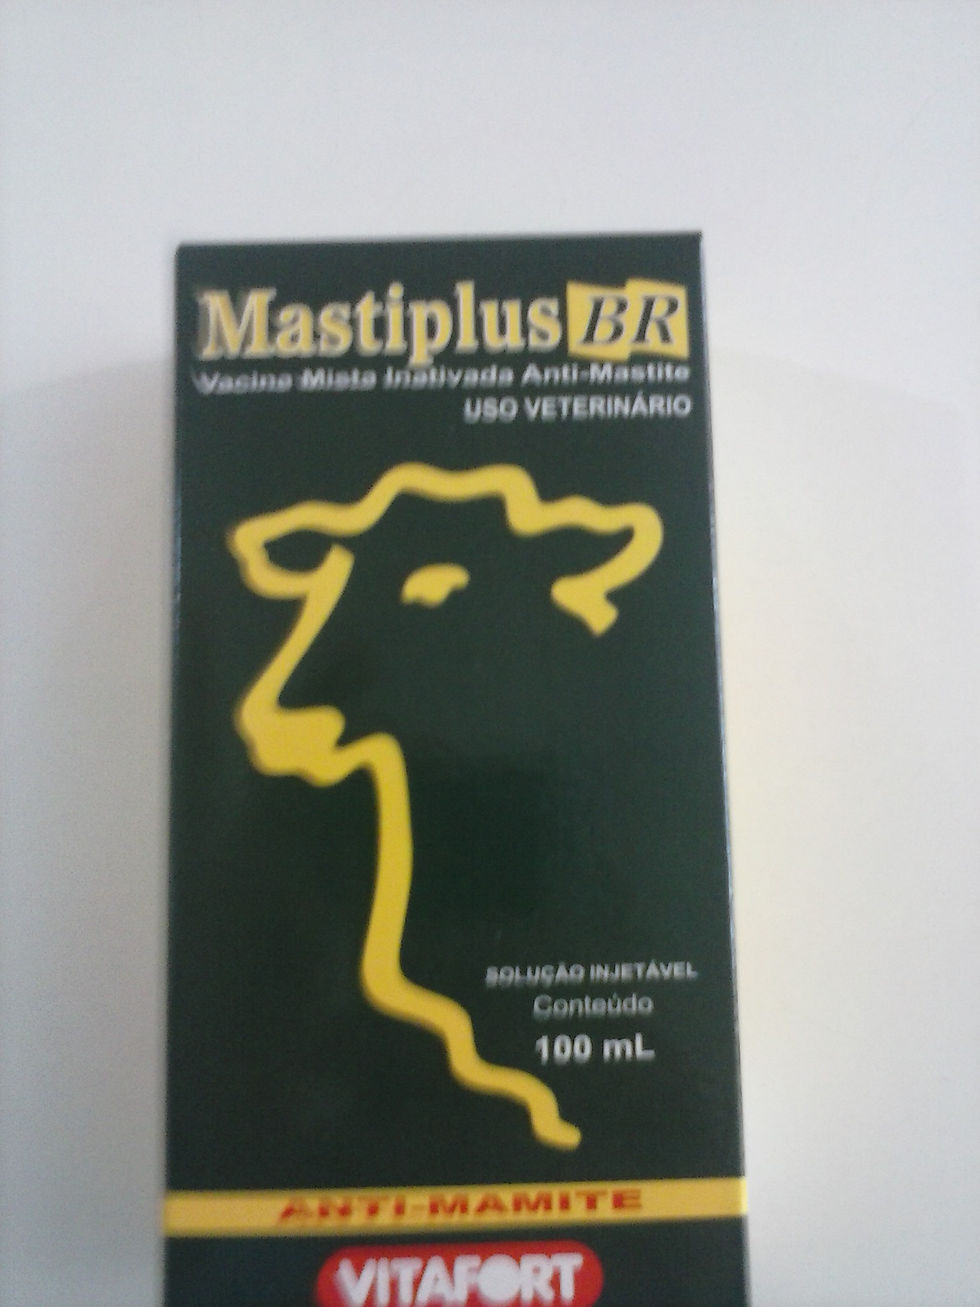 Mastiplus BR
Vacina Mista Inativada Anti-Mastite
USO VETERINÁRIO
SOLUÇÃO INJETÁVEL
Conteúdo
100 mL
ANTI-MAMITE
VITAFORT